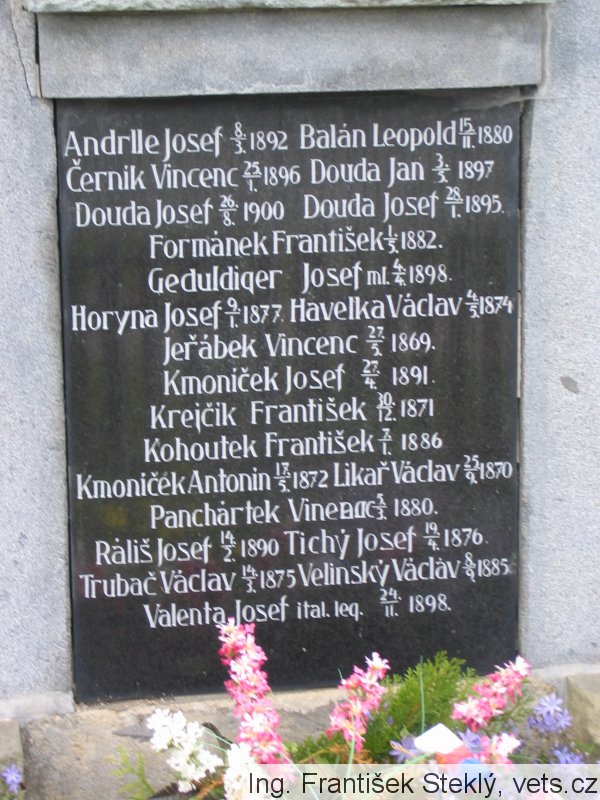 Andrlle Josef 8/3. 1892 Balán Leopold 15./11. 1880
Černik Vincenc 25./1. 1896 Douda Jan 3./3. 1897
Douda Josef 26./8. 1900 Douda Josef 28./1. 1895.
Formánek František 1/5. 1882.
Geduldiger Josef ml. 4./4. 1898.
Horyna Josef 9./1. 1877. Havelka Václav 4./5. 1874
Jeřábek Vincenc 27./5. 1869.
Kmoniček Josef 27./4. 1891.
Krejčik František 30./12. 1871
Kohoutek František 7./1. 1886
Kmoniček Antonin 17./5. 1872 Likař Václav 25./9. 1870
Panchártek Vincenc 5./3. 1880.
Ráliš Josef 14./2. 1890 Tichý Josef 19./4. 1876.
Trubač Václav 14./3. 1875 Velinský Václav 8./9. 1885.
Valenta Josef ital. leg. 24./11. 1898.
Ing. František Steklý, vets.cz